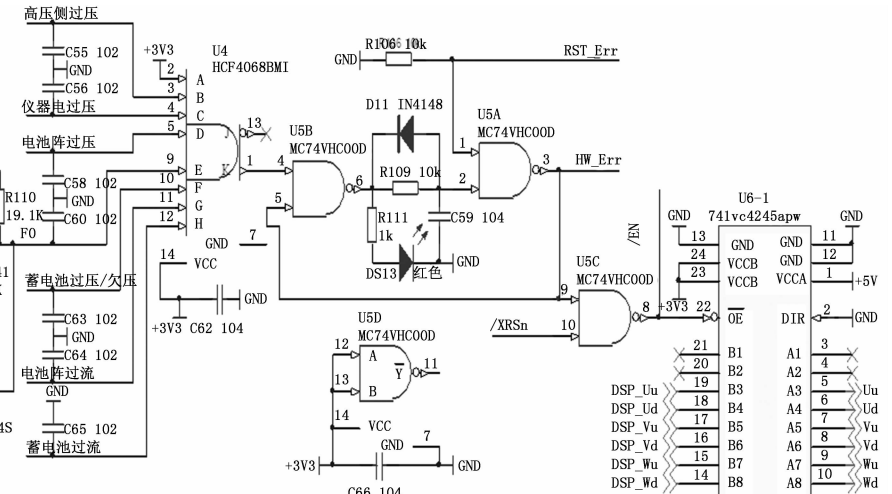 高压侧过压
C55 102
GND
C56 102
仪器电过压
电池阵过压
C58 102
GND
R110
19.1K
C60 102
F0
蓄电池过压/欠压
C63 102
GND
C64 102
电池阵过流
GND
C65 102
蓄电池过流
4S
+3V3
U4
HCF4068BMI
2 A
3 B
4 C
5 D
9 E
10 F
11 G
12 H
J 13
K 1
14 VCC
GND 7
+3V3 C62 104 GND
U5B
MC74VHC00D
4
5
6
R106 10k
GND
RST_Err
D11 IN4148
R109 10k
R111
1k
C59 104
DS13 红色
GND
U5A
MC74VHC00D
1
2
3
HW_Err
U5D
MC74VHC00D
12 A
13 B
Y 11
14 VCC
GND 7
+3V3 GND
C66 104
U5C
MC74VHC00D
9
10
8
/XRSn
/EN
U6-1
741vc4245apw
GND GND
13 GND GND 11
24 VCCB GND 12
23 VCCB VCCA 1 +5V
+3V3
22 OE DIR 2 GND
21 B1 A1 3
20 B2 A2 4
DSP_Uu 19 B3 A3 5 Uu
DSP_Ud 18 B4 A4 6 Ud
DSP_Vu 17 B5 A5 7 Vu
DSP_Vd 16 B6 A6 8 Vd
DSP_Wu 15 B7 A7 9 Wu
DSP_Wd 14 B8 A8 10 Wd